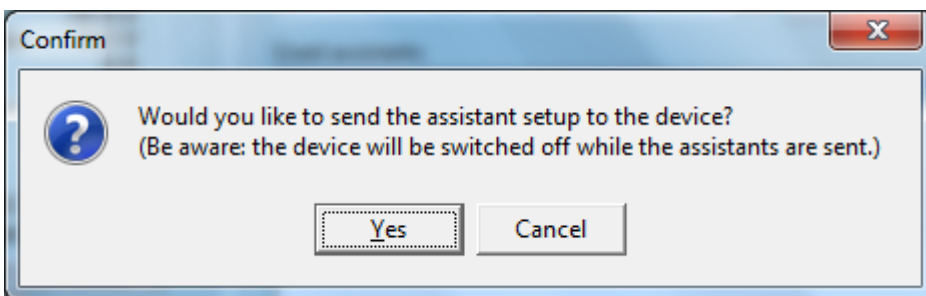 Confirm
Would you like to send the assistant setup to the device?
(Be aware: the device will be switched off while the assistants are sent.)
Yes
Cancel